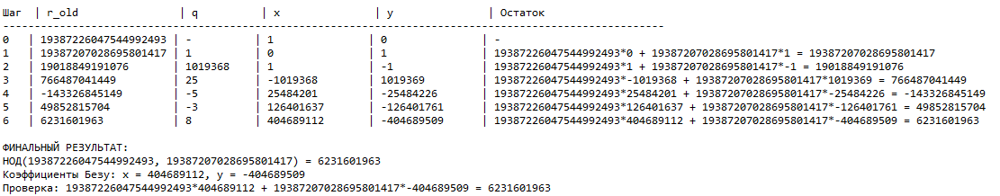 Шаг | r_old | q | x | y | Остаток
---------------------------------------------------------------------------------------------------------
0 | 19387226047544992493 | - | 1 | 0 | -
1 | 19387207028695801417 | 1 | 0 | 1 | 19387226047544992493*0 + 19387207028695801417*1 = 19387207028695801417
2 | 19018849191076 | 1019368 | 1 | -1 | 19387226047544992493*1 + 19387207028695801417*-1 = 19018849191076
3 | 766487041449 | 25 | -1019368 | 1019369 | 19387226047544992493*-1019368 + 19387207028695801417*1019369 = 766487041449
4 | -143326845149 | -5 | 25484201 | -25484226 | 19387226047544992493*25484201 + 19387207028695801417*-25484226 = -143326845149
5 | 49852815704 | -3 | 126401637 | -126401761 | 19387226047544992493*126401637 + 19387207028695801417*-126401761 = 49852815704
6 | 6231601963 | 8 | 404689112 | -404689509 | 19387226047544992493*404689112 + 19387207028695801417*-404689509 = 6231601963
ФИНАЛЬНЫЙ РЕЗУЛЬТАТ:
НОД(19387226047544992493, 19387207028695801417) = 6231601963
Коэффициенты Безу: x = 404689112, y = -404689509
Проверка: 19387226047544992493*404689112 + 19387207028695801417*-404689509 = 6231601963